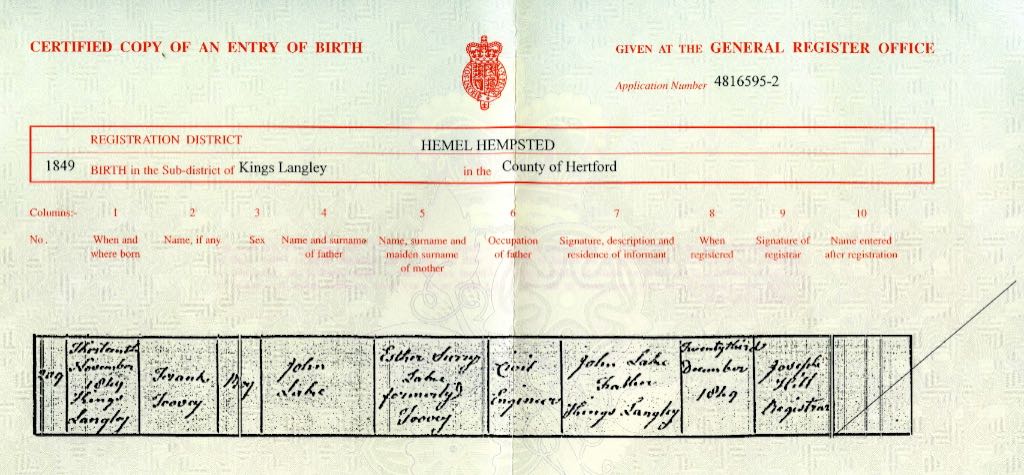 CERTIFIED COPY OF AN ENTRY OF BIRTH
GIVEN AT THE GENERAL REGISTER OFFICE
Application Number 4816595-2
REGISTRATION DISTRICT
HEMEL HEMPSTED
1849 BIRTH in the Sub-district of Kings Langley in the County of Hertford
Columns:- 1 2 3 4 5 6 7 8 9 10
No. When and where born
Name, if any
Sex
Name and surname of father
Name, surname and maiden surname of mother
Occupation of father
Signature, description and residence of informant
When registered
Signature of registrar
Name entered after registration
Thirteenth
November
1849
Kings
Langley
Frank
Toovey
Boy
John
Lake
Esther
Lake
formerly
Toovey
Civil
Engineer
John Lake
Father
Kings Langley
Twenty third
December
1849
Joseph
Hill
Registrar